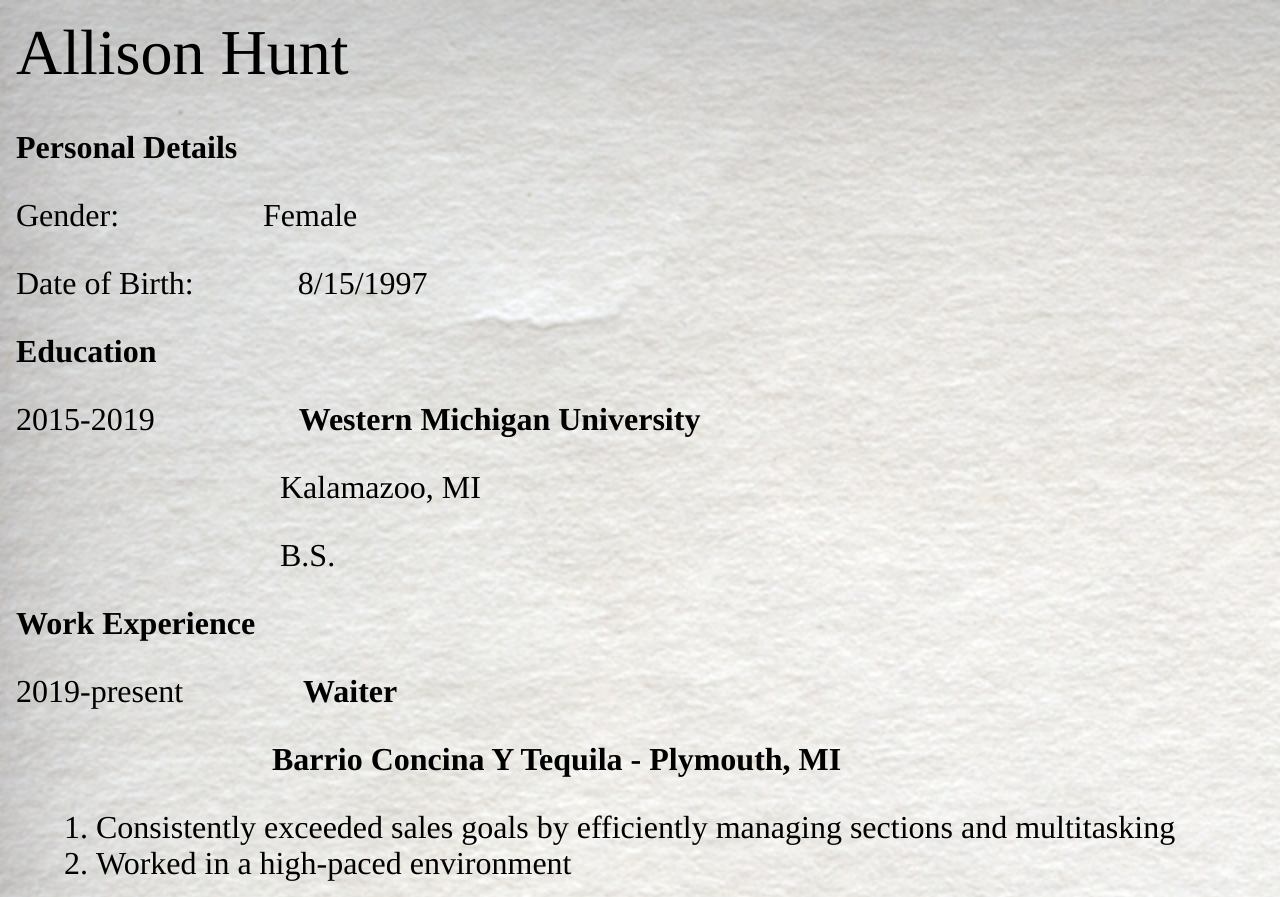 Allison Hunt
Personal Details
Gender: Female
Date of Birth: 8/15/1997
Education
2015-2019 Western Michigan University
Kalamazoo, MI
B.S.
Work Experience
2019-present Waiter
Barrio Concina Y Tequila - Plymouth, MI
1. Consistently exceeded sales goals by efficiently managing sections and multitasking
2. Worked in a high-paced environment